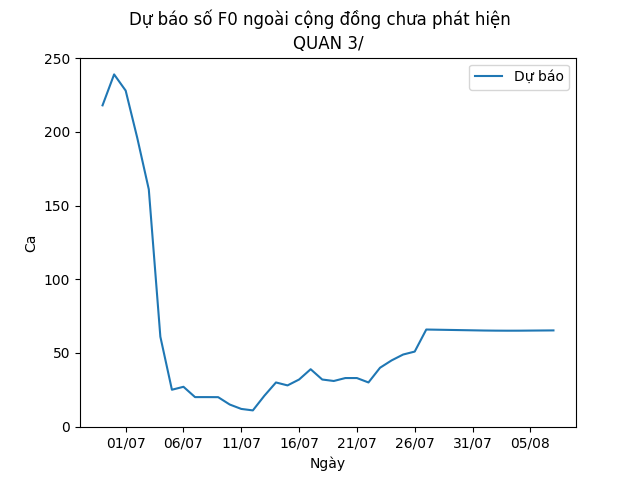 Dự báo số F0 ngoài cộng đồng chưa phát hiện
QUAN 3/
250
200
150
100
50
0
Ca
Dự báo
01/07 06/07 11/07 16/07 21/07 26/07 31/07 05/08
Ngày